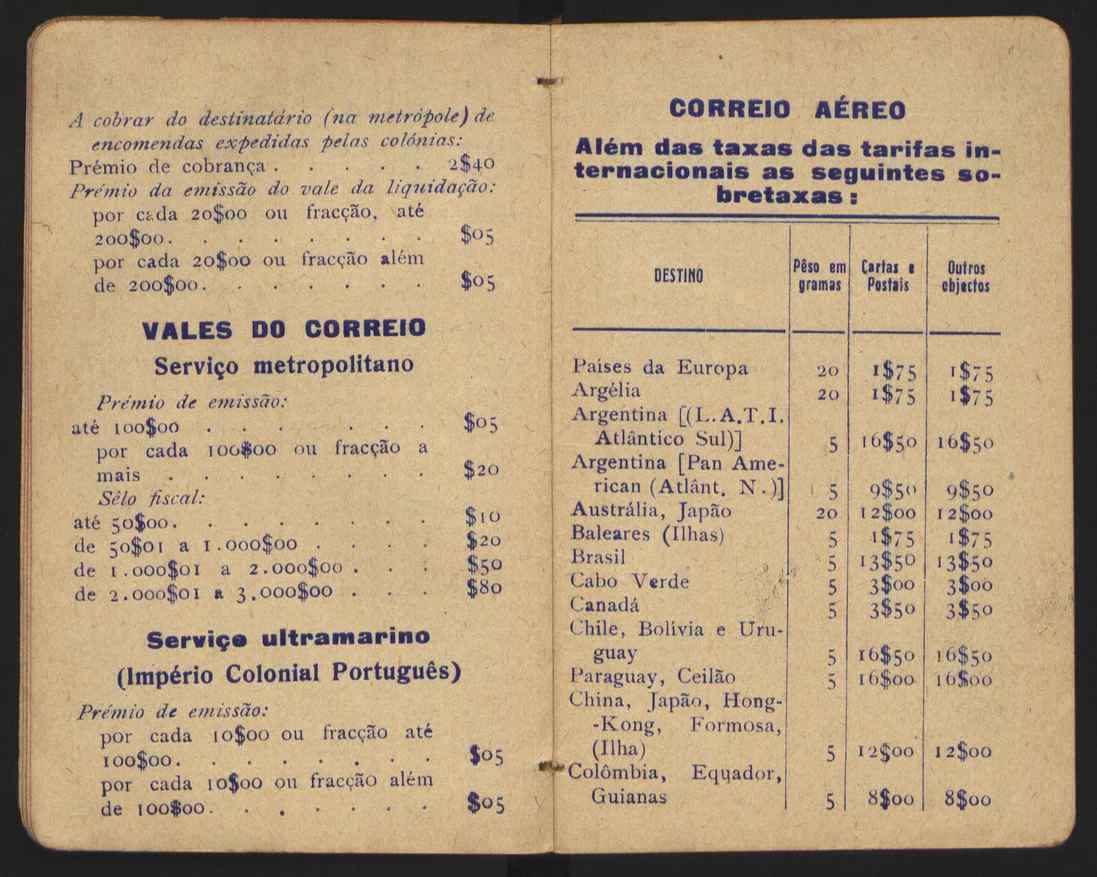 A cobrar do destinatário (na metrópole) de
encomendas expedidas pelas colónias:
Prémio de cobrança . . . . . 2$40
Prémio da emissão do vale da liquidação:
por cada 20$00 ou fracção, até
200$00. . . . . . . . $05
por cada 20$00 ou fracção além
de 200$00. . . . . . . $05
VALES DO CORREIO
Serviço metropolitano
Prémio de emissão:
até 100$00 . . . . . . . $05
por cada 100$00 ou fracção a
mais . . . . . . . . $20
Sêlo fiscal:
até 50$00. . . . . . . . $10
de 50$01 a 1.000$00 . . . . $20
de 1.000$01 a 2.000$00 . . . $50
de 2.000$01 a 3.000$00 . . . $80
Serviço ultramarino
(Império Colonial Português)
Prémio de emissão:
por cada 10$00 ou fracção até
100$00. . . . . . . . $05
por cada 10$00 ou fracção além
de 100$00. . . . . . . $05
CORREIO AÉREO
Além das taxas das tarifas in-
ternacionais as seguintes so-
bretaxas:
DESTINO Pêso em gramas Cartas e Postais Outros objectos
Países da Europa 20 1$75 1$75
Argélia 20 1$75 1$75
Argentina [(L.A.T.I.
Atlântico Sul)] 5 16$50 16$50
Argentina [Pan Ame-
rican (Atlânt. N.)] 5 9$50 9$50
Austrália, Japão 20 12$00 12$00
Baleares (Ilhas) 5 1$75 1$75
Brasil 5 13$50 13$50
Cabo Verde 5 3$00 3$00
Canadá 5 3$50 3$50
Chile, Bolívia e Uru-
guay 5 16$50 16$50
Paraguay, Ceilão 5 16$00 16$00
China, Japão, Hong-
-Kong, Formosa,
(Ilha) 5 12$00 12$00
Colômbia, Equador,
Guianas 5 8$00 8$00